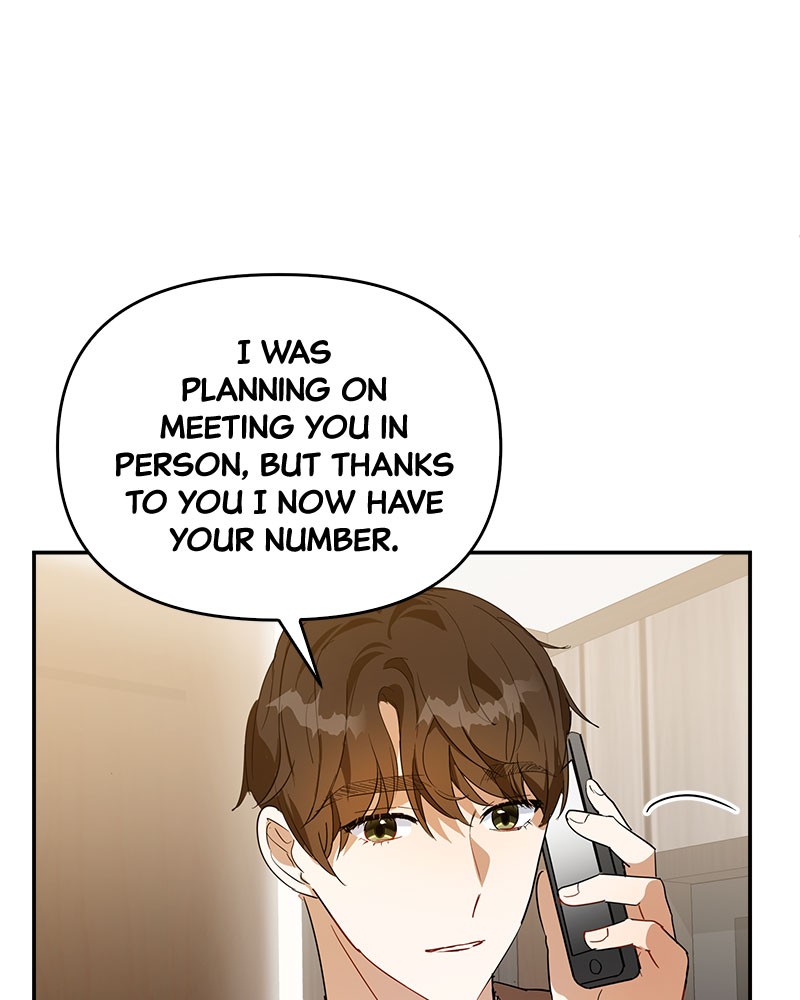 I WAS
PLANNING ON
MEETING YOU IN
PERSON, BUT THANKS
TO YOU I NOW HAVE
YOUR NUMBER.